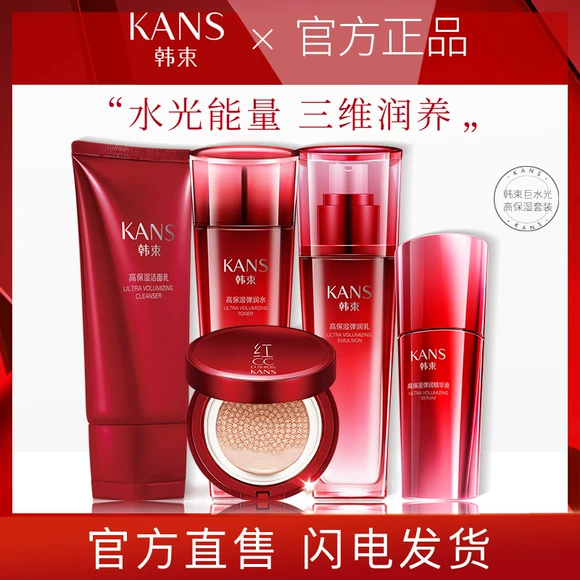 KANS
韩束
× 官方正品
“水光能量 三维润养”
KANS
韩束巨水光
高保湿套装
KANS
KANS
韩束
高保湿洁面乳
ULTRA VOLUMIZING
CLEANSER
KANS
韩束
高保湿弹润水
ULTRA VOLUMIZING
TONER
KANS
韩束
高保湿弹润乳
ULTRA VOLUMIZING
EMULSION
KANS
韩束
高保湿弹润精华液
ULTRA VOLUMIZING
SERUM
红
CC
CUSHION
KANS
官方直售 闪电发货